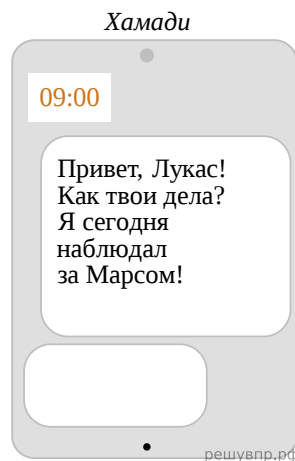 Хамади
09:00
Привет, Лукас!
Как твои дела?
Я сегодня
наблюдал
за Марсом!
решувпр.рф